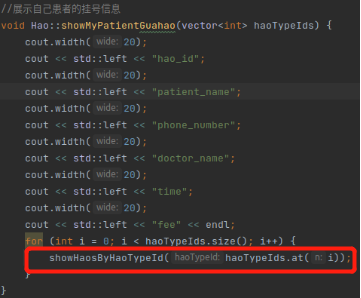 //展示自己患者的挂号信息
void Hao::showMyPatientGuahao(vector<int> haoTypeIds) {
cout.width( wide: 20);
cout << std::left << "hao_id";
cout.width( wide: 20);
cout << std::left << "patient_name";
cout.width( wide: 20);
cout << std::left << "phone_number";
cout.width( wide: 20);
cout << std::left << "doctor_name";
cout.width( wide: 20);
cout << std::left << "time";
cout.width( wide: 20);
cout << std::left << "fee" << endl;
for (int i = 0; i < haoTypeIds.size(); i++) {
showHaosByHaoTypeId( haoTypeId: haoTypeIds.at( n: i));
}
}